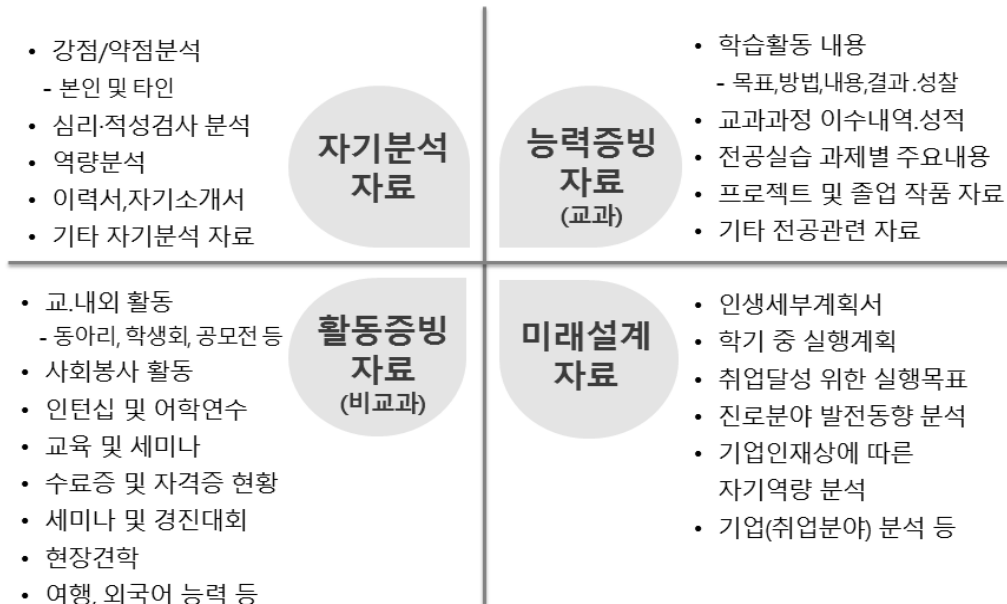 • 강점/약점분석
- 본인 및 타인
• 심리·적성검사 분석
• 역량분석
• 이력서,자기소개서
• 기타 자기분석 자료
자기분석
자료
능력증빙
자료
(교과)
• 학습활동 내용
- 목표,방법,내용,결과.성찰
• 교과과정 이수내역.성적
• 전공실습 과제별 주요내용
• 프로젝트 및 졸업 작품 자료
• 기타 전공관련 자료
• 교.내외 활동
- 동아리, 학생회, 공모전 등
• 사회봉사 활동
• 인턴십 및 어학연수
• 교육 및 세미나
• 수료증 및 자격증 현황
• 세미나 및 경진대회
• 현장견학
• 여행, 외국어 능력 등
활동증빙
자료
(비교과)
미래설계
자료
• 인생세부계획서
• 학기 중 실행계획
• 취업달성 위한 실행목표
• 진로분야 발전동향 분석
• 기업인재상에 따른
자기역량 분석
• 기업(취업분야) 분석 등